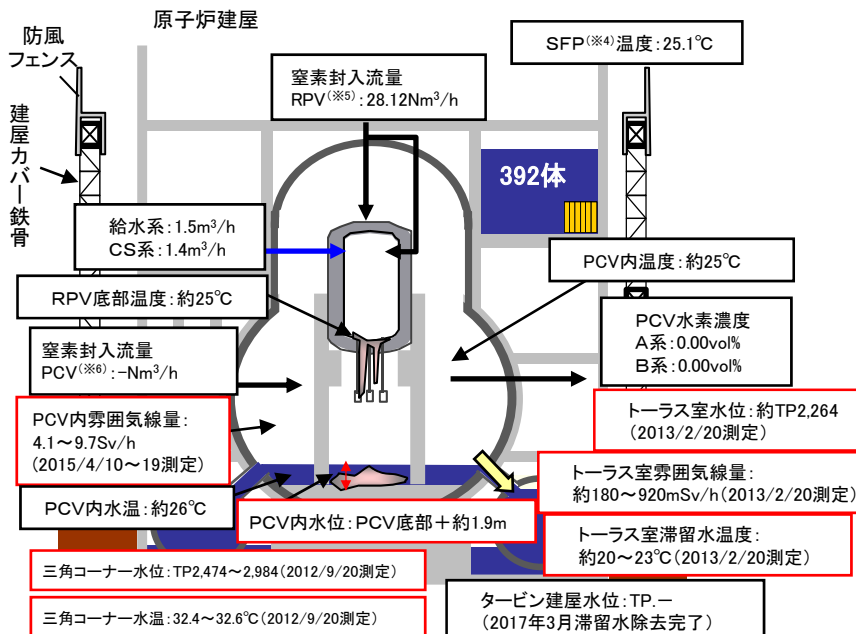 原子炉建屋
防風
フェンス
SFP(※4)温度:25.1℃
窒素封入流量
RPV(※5):28.12Nm³/h
建屋カバー鉄骨
392体
給水系:1.5m³/h
CS系:1.4m³/h
PCV内温度:約25℃
RPV底部温度:約25℃
PCV水素濃度
A系:0.00vol%
B系:0.00vol%
窒素封入流量
PCV(※6):-Nm³/h
トーラス室水位:約TP2,264
(2013/2/20測定)
PCV内雰囲気線量:
4.1~9.7Sv/h
(2015/4/10~19測定)
トーラス室雰囲気線量:
約180~920mSv/h(2013/2/20測定)
PCV内水温:約26℃
PCV内水位:PCV底部+約1.9m
トーラス室滞留水温度:
約20~23℃(2013/2/20測定)
三角コーナー水位:TP2,474~2,984(2012/9/20測定)
三角コーナー水温:32.4~32.6℃(2012/9/20測定)
タービン建屋水位:TP.-
(2017年3月滞留水除去完了)